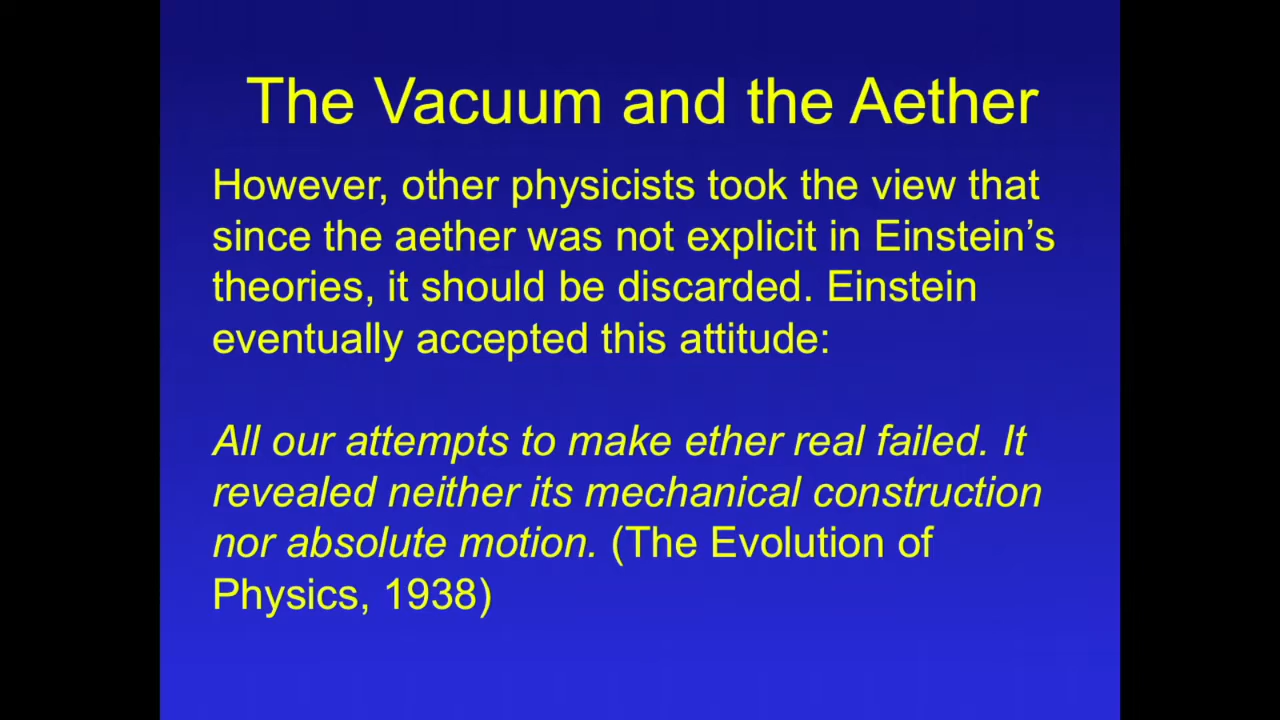 The Vacuum and the Aether
However, other physicists took the view that
since the aether was not explicit in Einstein’s
theories, it should be discarded. Einstein
eventually accepted this attitude:
All our attempts to make ether real failed. It
revealed neither its mechanical construction
nor absolute motion. (The Evolution of
Physics, 1938)